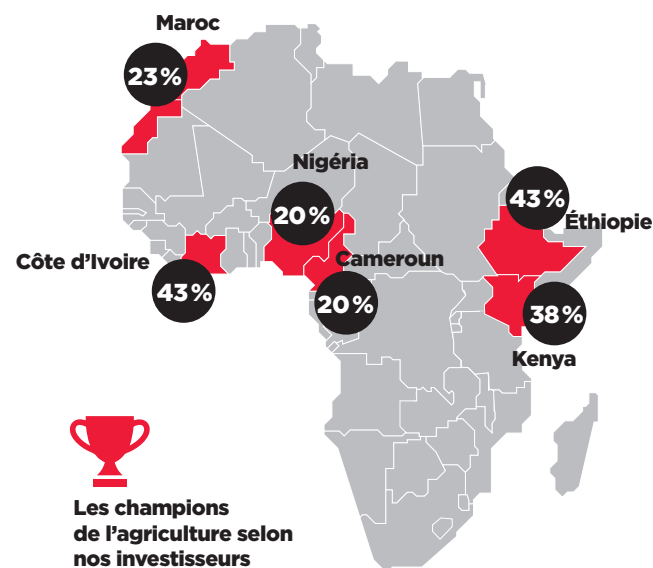 Maroc
23%
Nigéria
20%
43%
Éthiopie
Côte d'Ivoire
43%
Cameroun
20%
38%
Kenya
Les champions
de l'agriculture selon
nos investisseurs